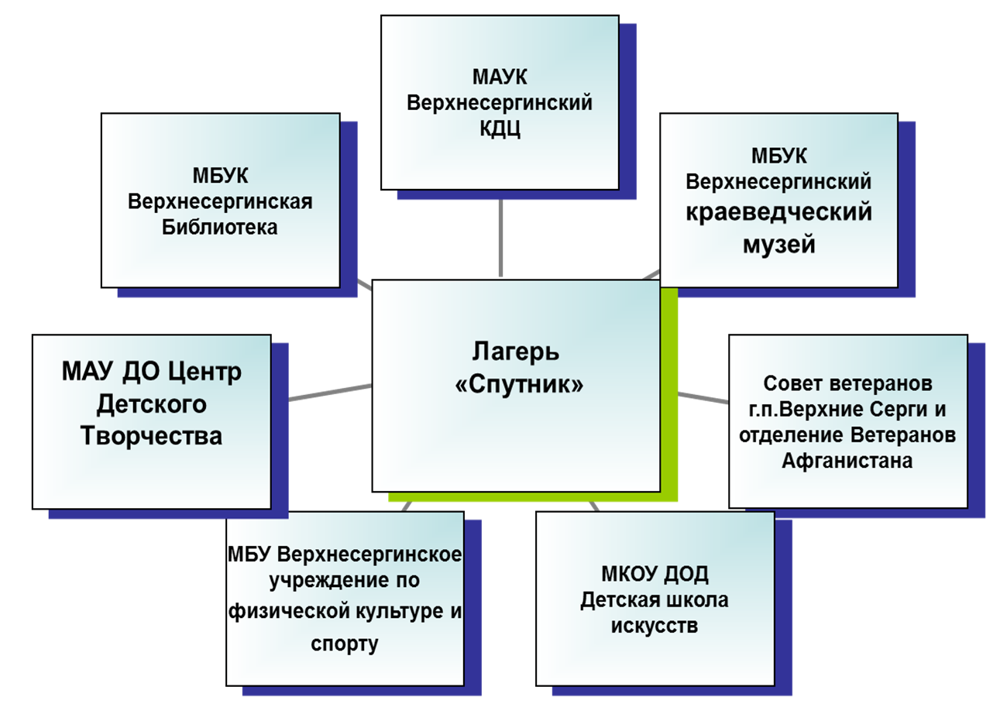 МАУК
Верхнесергинский
КДЦ
МБУК
Верхнесергинская
Библиотека
МБУК
Верхнесергинский
краеведческий
музей
Лагерь
«Спутник»
МАУ ДО Центр
Детского
Творчества
Совет ветеранов
г.п.Верхние Серги и
отделение Ветеранов
Афганистана
МБУ Верхнесергинское
учреждение по
физической культуре и
спорту
МКОУ ДОД
Детская школа
искусств